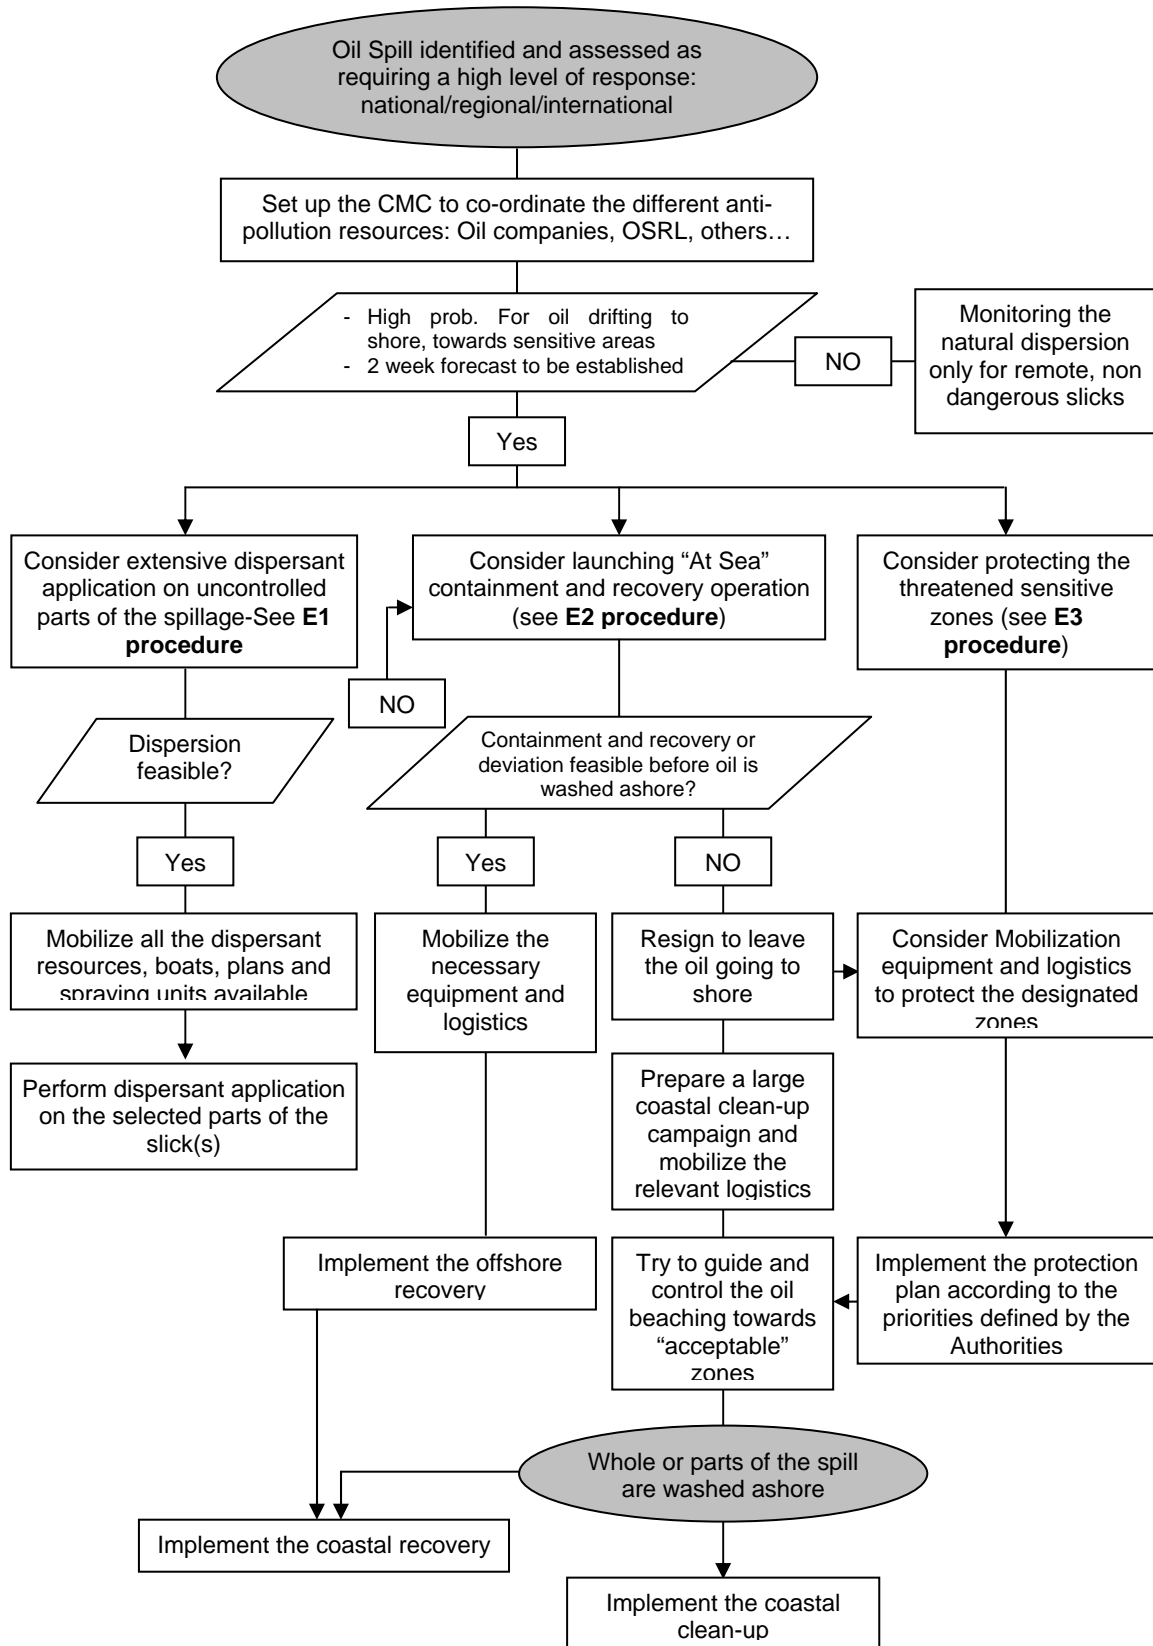 Oil Spill identified and assessed as
requiring a high level of response:
national/regional/international
Set up the CMC to co-ordinate the different anti-
pollution resources: Oil companies, OSRL, others…
- High prob. For oil drifting to
shore, towards sensitive areas
- 2 week forecast to be established
NO
Monitoring the
natural dispersion
only for remote, non
dangerous slicks
Yes
Consider extensive dispersant
application on uncontrolled
parts of the spillage-See E1
procedure
Consider launching “At Sea”
containment and recovery operation
(see E2 procedure)
Consider protecting the
threatened sensitive
zones (see E3
procedure)
NO
Dispersion
feasible?
Containment and recovery or
deviation feasible before oil is
washed ashore?
Yes
Yes
NO
Mobilize all the dispersant
resources, boats, plans and
spraying units available
Mobilize the
necessary
equipment and
logistics
Resign to leave
the oil going to
shore
Consider Mobilization
equipment and logistics
to protect the designated
zones
Perform dispersant application
on the selected parts of the
slick(s)
Prepare a large
coastal clean-up
campaign and
mobilize the
relevant logistics
Implement the offshore
recovery
Try to guide and
control the oil
beaching towards
“acceptable”
zones
Implement the protection
plan according to the
priorities defined by the
Authorities
Whole or parts of the spill
are washed ashore
Implement the coastal recovery
Implement the coastal
clean-up